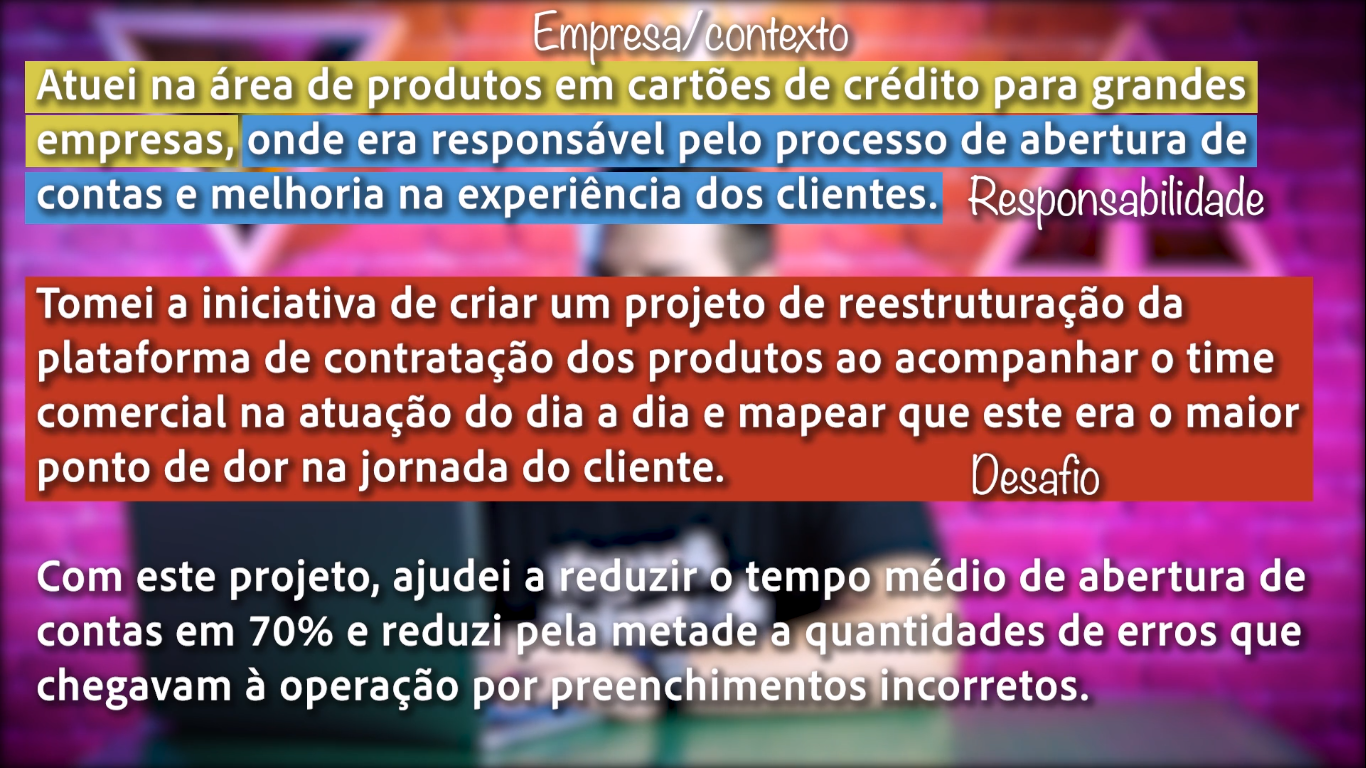 Empresa/contexto
Atuei na área de produtos em cartões de crédito para grandes
empresas, onde era responsável pelo processo de abertura de
contas e melhoria na experiência dos clientes.
Responsabilidade
Tomei a iniciativa de criar um projeto de reestruturação da
plataforma de contratação dos produtos ao acompanhar o time
comercial na atuação do dia a dia e mapear que este era o maior
ponto de dor na jornada do cliente.
Desafio
Com este projeto, ajudei a reduzir o tempo médio de abertura de
contas em 70% e reduzi pela metade a quantidades de erros que
chegavam à operação por preenchimentos incorretos.